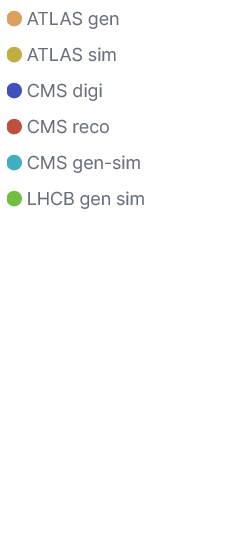 ATLAS gen
ATLAS sim
CMS digi
CMS reco
CMS gen-sim
LHCB gen sim